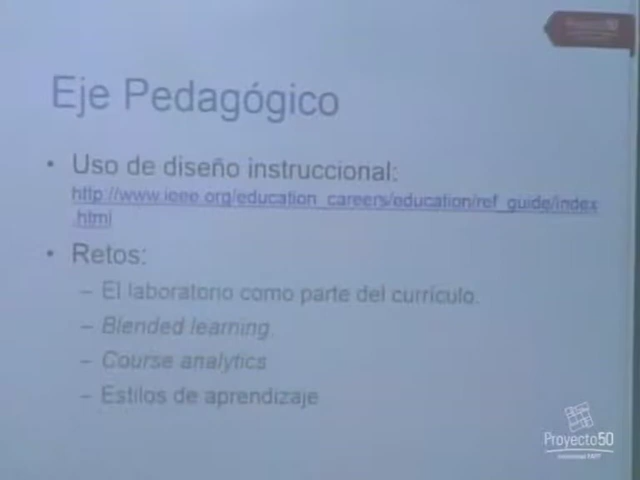 Proyecto50
Eje Pedagógico
• Uso de diseño instruccional:
http://www.ieee.org/education_careers/education/ref_guide/index
.html
• Retos:
– El laboratorio como parte del currículo.
– Blended learning.
– Course analytics
– Estilos de aprendizaje
Proyecto50